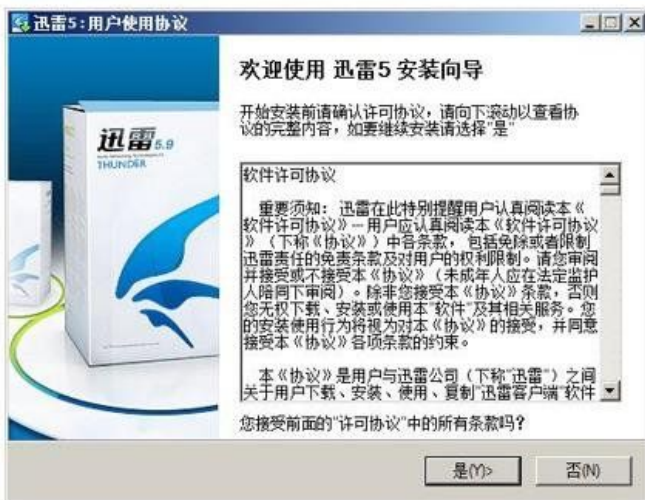 迅雷5:用户使用协议
迅雷5.9
THUNDER
欢迎使用 迅雷5 安装向导
开始安装前请确认许可协议，请向下滚动以查看协
议的完整内容，如要继续安装请选择"是"
软件许可协议
重要须知：迅雷在此特别提醒用户认真阅读本《
软件许可协议》--用户应认真阅读本《软件许可协议
》（下称《协议》）中各条款，包括免除或者限制
迅雷责任的免责条款及对用户的权利限制。请您审阅
并接受或不接受本《协议》（未成年人应在法定监护
人陪同下审阅）。除非您接受本《协议》条款，否则
您无权下载、安装或使用本"软件"及其相关服务。您
的安装使用行为将视为对本《协议》的接受，并同意
接受本《协议》各项条款的约束。
本《协议》是用户与迅雷公司（下称"迅雷"）之间
关于用户下载、安装、使用、复制"迅雷客户端"软件
您接受前面的"许可协议"中的所有条款吗?
是(Y)>
否(N)